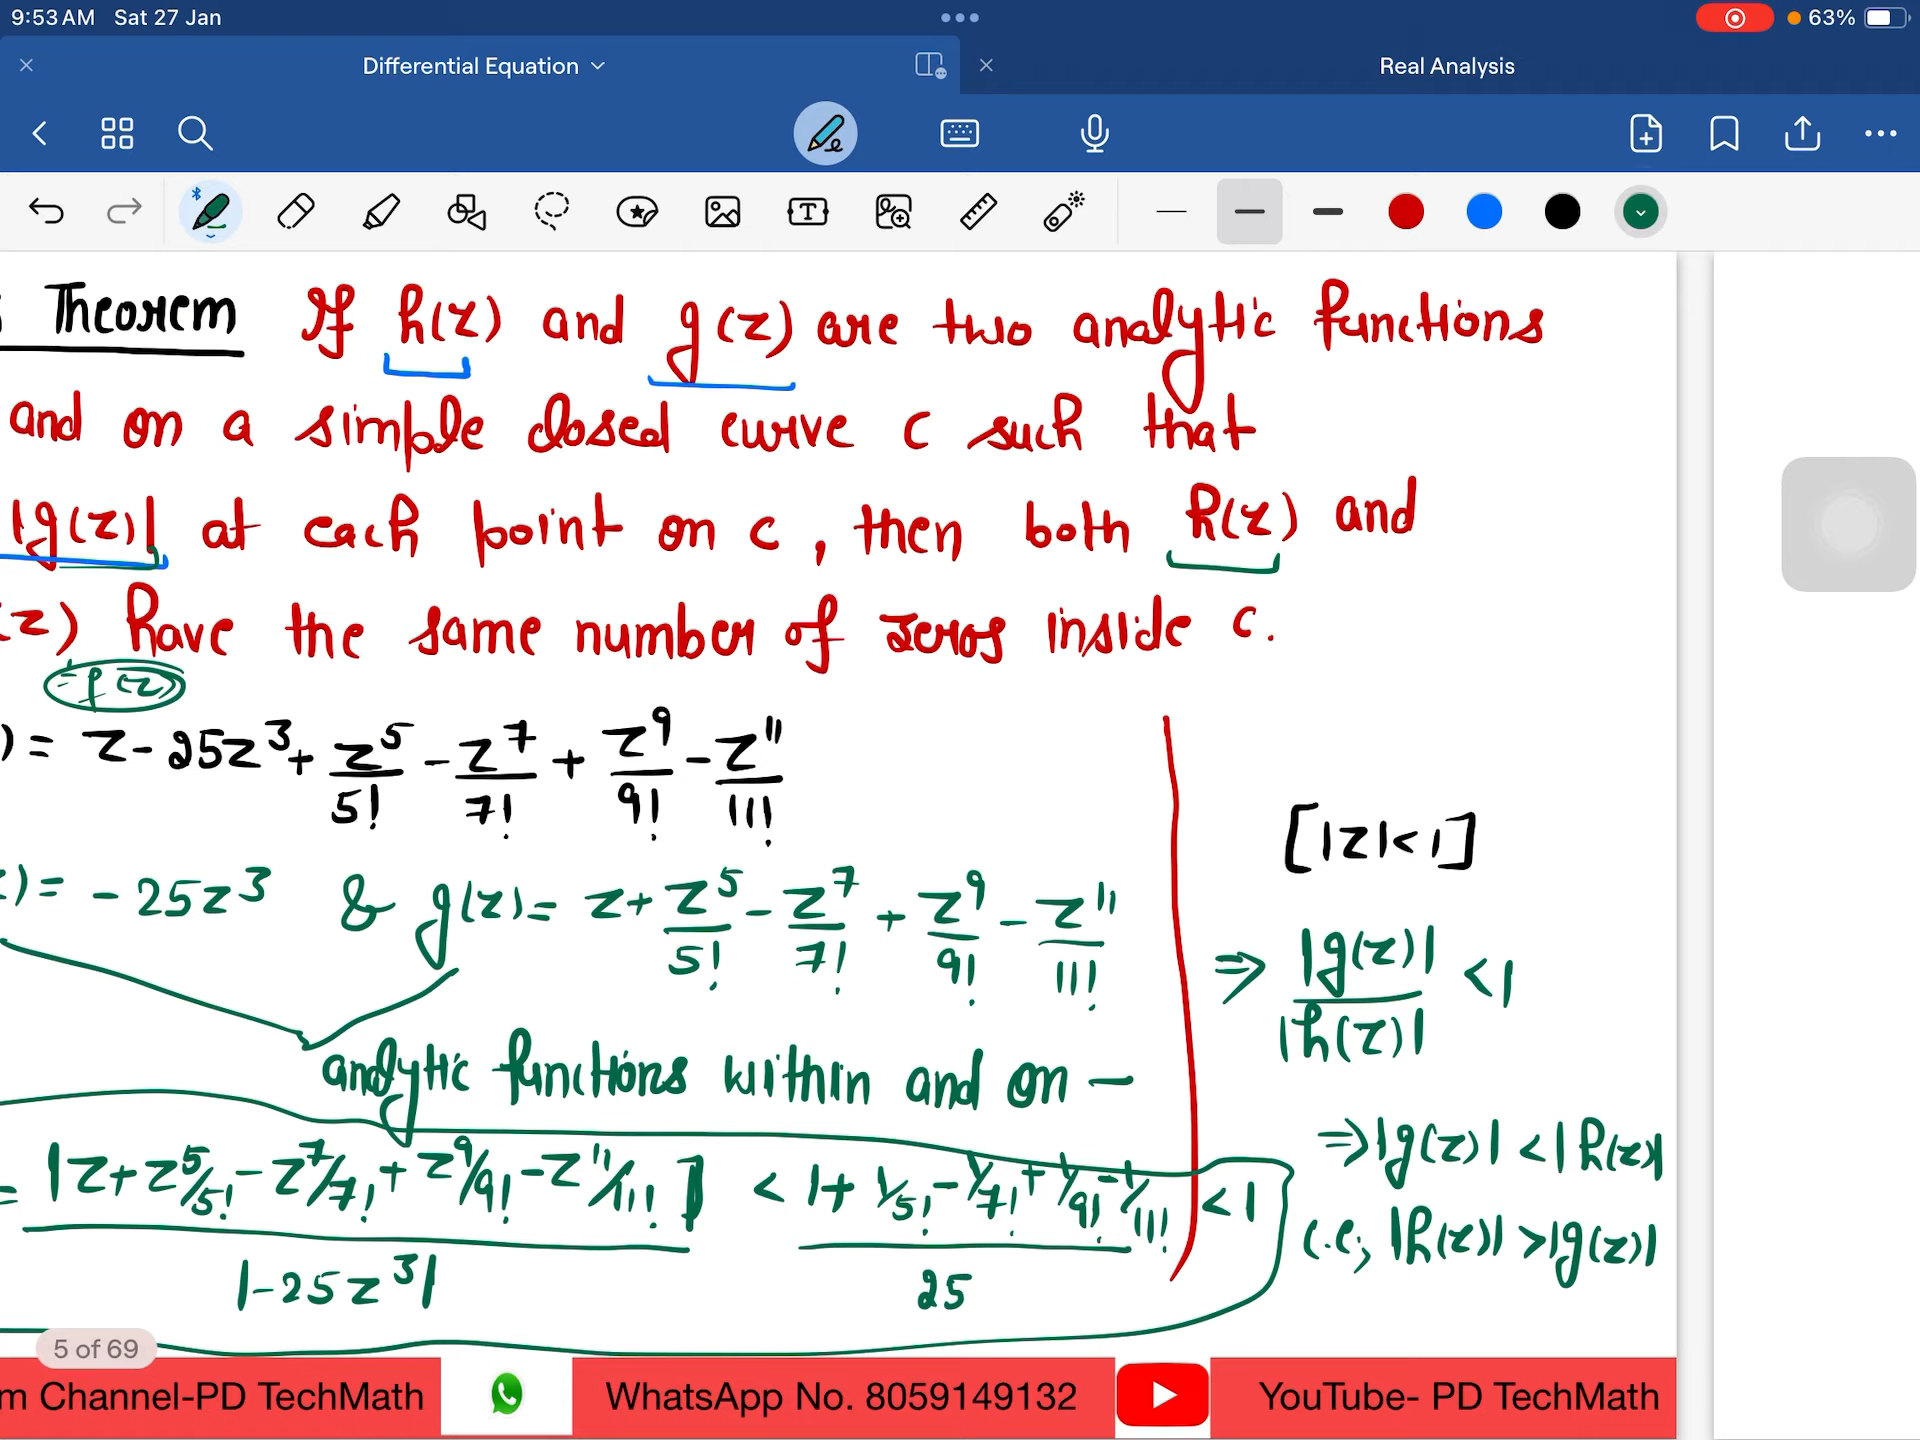 9:53 AM Sat 27 Jan
63%
Differential Equation
Real Analysis
Theorem If h(z) and g(z) are two analytic functions
and on a simple closed curve C such that
|g(z)| at each point on C, then both h(z) and
(z) have the same number of zeros inside C.
= f(z)
) = z - 25z³ + z⁵/5! - z⁷/7! + z⁹/9! - z¹¹/11!
[|z|<1]
z) = -25z³ & g(z) = z + z⁵/5! - z⁷/7! + z⁹/9! - z¹¹/11!
⇒ |g(z)|/|h(z)| < 1
analytic functions within and on –
⇒ |g(z)| < |h(z)|
= |z + z⁵/5! - z⁷/7! + z⁹/9! - z¹¹/11!| / |-25z³| < 1 + 1/5! - 1/7! + 1/9! - 1/11! / 25 < 1
i.e., |h(z)| > |g(z)|
5 of 69
m Channel-PD TechMath
WhatsApp No. 8059149132
YouTube- PD TechMath